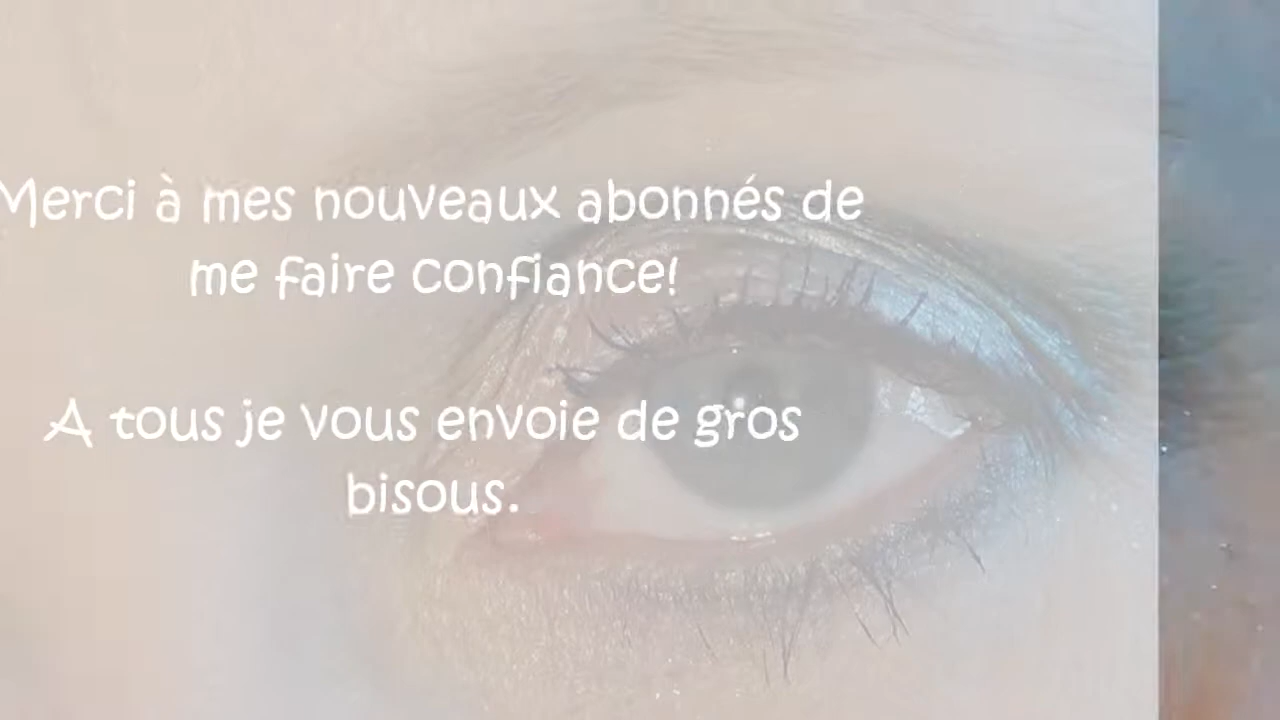 Merci à mes nouveaux abonnés de
me faire confiance!
A tous je vous envoie de gros
bisous.